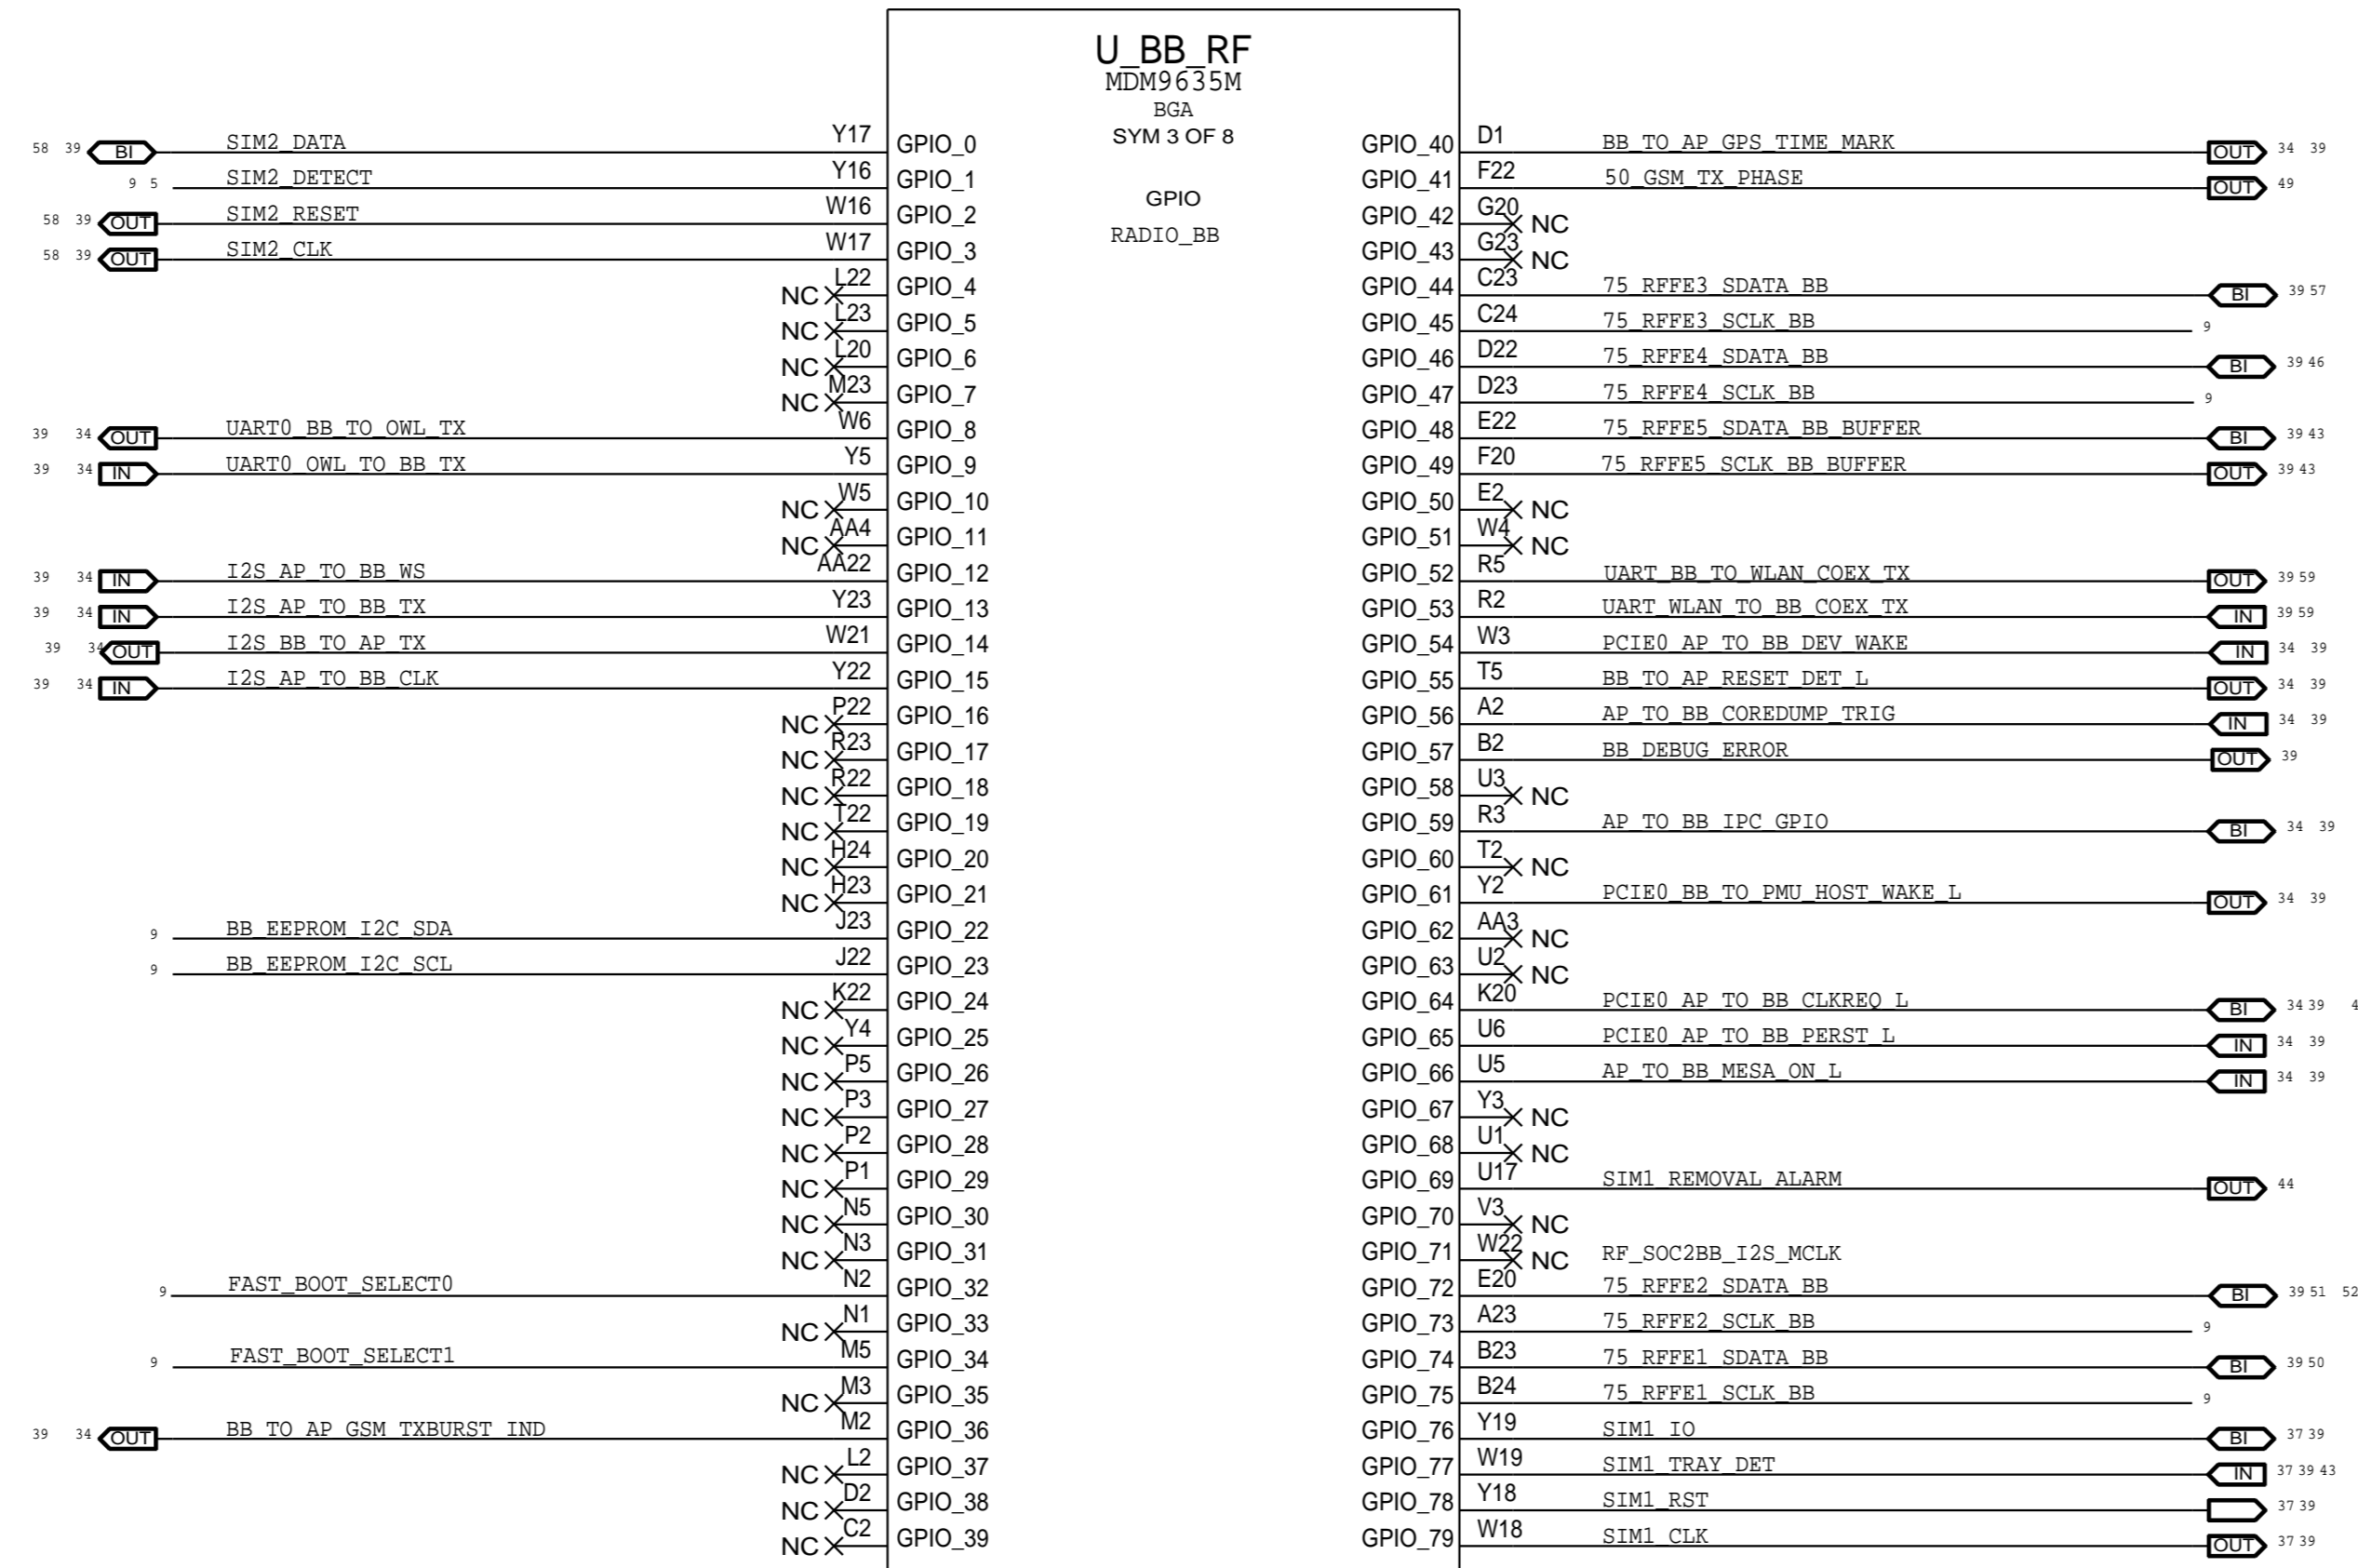 U_BB_RF
MDM9635M
BGA
SYM 3 OF 8
GPIO
RADIO_BB
58 39 BI SIM2_DATA Y17 GPIO_0
9 5 SIM2_DETECT Y16 GPIO_1
58 39 OUT SIM2_RESET W16 GPIO_2
58 39 OUT SIM2_CLK W17 GPIO_3
NC L22 GPIO_4
NC L23 GPIO_5
NC L20 GPIO_6
NC M23 GPIO_7
39 34 OUT UART0_BB_TO_OWL_TX W6 GPIO_8
39 34 IN UART0_OWL_TO_BB_TX Y5 GPIO_9
NC W5 GPIO_10
NC AA4 GPIO_11
39 34 IN I2S_AP_TO_BB_WS AA22 GPIO_12
39 34 IN I2S_AP_TO_BB_TX Y23 GPIO_13
39 34 OUT I2S_BB_TO_AP_TX W21 GPIO_14
39 34 IN I2S_AP_TO_BB_CLK Y22 GPIO_15
NC P22 GPIO_16
NC R23 GPIO_17
NC R22 GPIO_18
NC T22 GPIO_19
NC H24 GPIO_20
NC H23 GPIO_21
9 BB_EEPROM_I2C_SDA J23 GPIO_22
9 BB_EEPROM_I2C_SCL J22 GPIO_23
NC K22 GPIO_24
NC Y4 GPIO_25
NC P5 GPIO_26
NC P3 GPIO_27
NC P2 GPIO_28
NC P1 GPIO_29
NC N5 GPIO_30
NC N3 GPIO_31
9 FAST_BOOT_SELECT0 N2 GPIO_32
NC N1 GPIO_33
9 FAST_BOOT_SELECT1 M5 GPIO_34
NC M3 GPIO_35
39 34 OUT BB_TO_AP_GSM_TXBURST_IND M2 GPIO_36
NC L2 GPIO_37
NC D2 GPIO_38
NC C2 GPIO_39
GPIO_40 D1 BB_TO_AP_GPS_TIME_MARK OUT 34 39
GPIO_41 F22 50_GSM_TX_PHASE OUT 49
GPIO_42 G20 NC
GPIO_43 G23 NC
GPIO_44 C23 75_RFFE3_SDATA_BB BI 39 57
GPIO_45 C24 75_RFFE3_SCLK_BB 9
GPIO_46 D22 75_RFFE4_SDATA_BB BI 39 46
GPIO_47 D23 75_RFFE4_SCLK_BB 9
GPIO_48 E22 75_RFFE5_SDATA_BB_BUFFER BI 39 43
GPIO_49 F20 75_RFFE5_SCLK_BB_BUFFER OUT 39 43
GPIO_50 E2 NC
GPIO_51 W4 NC
GPIO_52 R5 UART_BB_TO_WLAN_COEX_TX OUT 39 59
GPIO_53 R2 UART_WLAN_TO_BB_COEX_TX IN 39 59
GPIO_54 W3 PCIE0_AP_TO_BB_DEV_WAKE IN 34 39
GPIO_55 T5 BB_TO_AP_RESET_DET_L OUT 34 39
GPIO_56 A2 AP_TO_BB_COREDUMP_TRIG IN 34 39
GPIO_57 B2 BB_DEBUG_ERROR OUT 39
GPIO_58 U3 NC
GPIO_59 R3 AP_TO_BB_IPC_GPIO BI 34 39
GPIO_60 T2 NC
GPIO_61 Y2 PCIE0_BB_TO_PMU_HOST_WAKE_L OUT 34 39
GPIO_62 AA3 NC
GPIO_63 U2 NC
GPIO_64 K20 PCIE0_AP_TO_BB_CLKREQ_L BI 34 39 4
GPIO_65 U6 PCIE0_AP_TO_BB_PERST_L IN 34 39
GPIO_66 U5 AP_TO_BB_MESA_ON_L IN 34 39
GPIO_67 Y3 NC
GPIO_68 U1 NC
GPIO_69 U17 SIM1_REMOVAL_ALARM OUT 44
GPIO_70 V3 NC
GPIO_71 W22 NC RF_SOC2BB_I2S_MCLK
GPIO_72 E20 75_RFFE2_SDATA_BB BI 39 51 52
GPIO_73 A23 75_RFFE2_SCLK_BB 9
GPIO_74 B23 75_RFFE1_SDATA_BB BI 39 50
GPIO_75 B24 75_RFFE1_SCLK_BB 9
GPIO_76 Y19 SIM1_IO BI 37 39
GPIO_77 W19 SIM1_TRAY_DET IN 37 39 43
GPIO_78 Y18 SIM1_RST 37 39
GPIO_79 W18 SIM1_CLK OUT 37 39